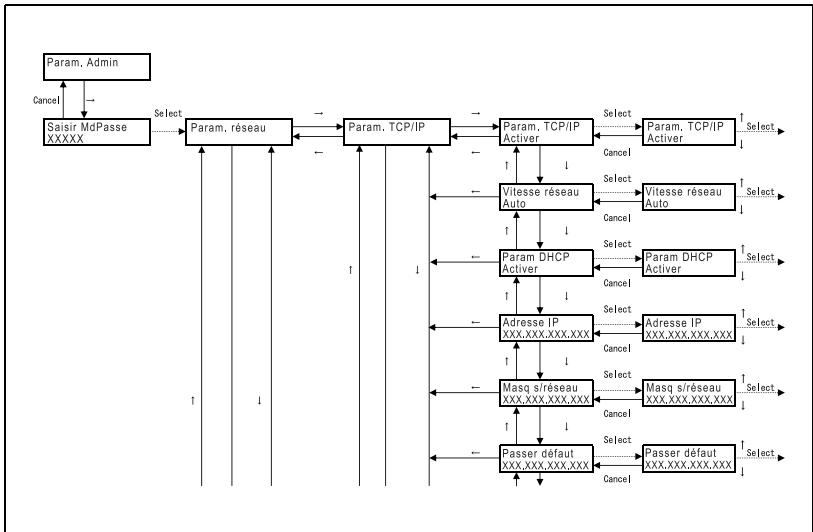 Param. Admin
Cancel →
Saisir MdPasse
XXXXX
Select
Param. réseau
→
←
Param. TCP/IP
→
←
Param. TCP/IP
Activer
Select
Cancel
Param. TCP/IP
Activer
↑
Select
↓
↑ ↓
←
Vitesse réseau
Auto
Select
Cancel
Vitesse réseau
Auto
↑
Select
↓
↑ ↓
←
Param DHCP
Activer
Select
Cancel
Param DHCP
Activer
↑
Select
↓
↑ ↓
↑ ↓
←
Adresse IP
XXX.XXX.XXX.XXX
Select
Cancel
Adresse IP
XXX.XXX.XXX.XXX
↑
Select
↓
↑ ↓
←
Masq s/réseau
XXX.XXX.XXX.XXX
Select
Cancel
Masq s/réseau
XXX.XXX.XXX.XXX
↑
Select
↓
↑ ↓
↑ ↓
←
Passer défaut
XXX.XXX.XXX.XXX
Select
Cancel
Passer défaut
XXX.XXX.XXX.XXX
↑
Select
↓